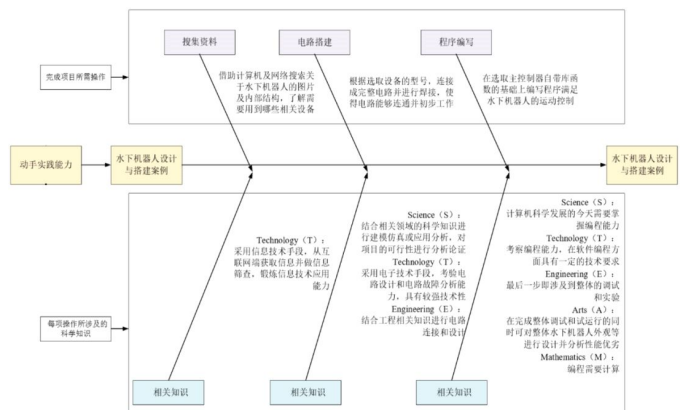 搜集资料
电路搭建
程序编写
完成项目所需操作
借助计算机及网络搜索关
于水下机器人的图片
及内部结构，了解需
要用到哪些相关设备
根据选取设备的型号，连接
成完整电路并进行焊接，使
得电路能够连通并初步工作
在选取主控制器自带库函
数的基础上编写程序满足
水下机器人的运动控制
动手实践能力
水下机器人设计
与搭建案例
水下机器人设计
与搭建案例
每项操作所涉及的
科学知识
Technology（T）：
采用信息技术手段，从互
联网端获取信息并做信息
筛查，锻炼信息技术应用
能力
Science（S）：
结合相关领域的科学知识进
行建模仿真或应用分析，对
项目的可行性进行分析论证
Technology（T）：
采用电子技术手段，考验电
路设计和电路故障分析能
力，具有较强技术性
Engineering（E）：
结合工程相关知识进行电路
连接和设计
Science（S）：
计算机科学发展的今天需要掌
握编程能力
Technology（T）：
考察编程能力，在软件编程方
面具有一定的技术要求
Engineering（E）：
最后一步即涉及到整体的调试
和实验
Arts（A）：
在完成整体调试和试运行的同
时可对整体水下机器人外观等
进行设计并分析性能优劣
Mathematics（M）：
编程需要计算
相关知识
相关知识
相关知识